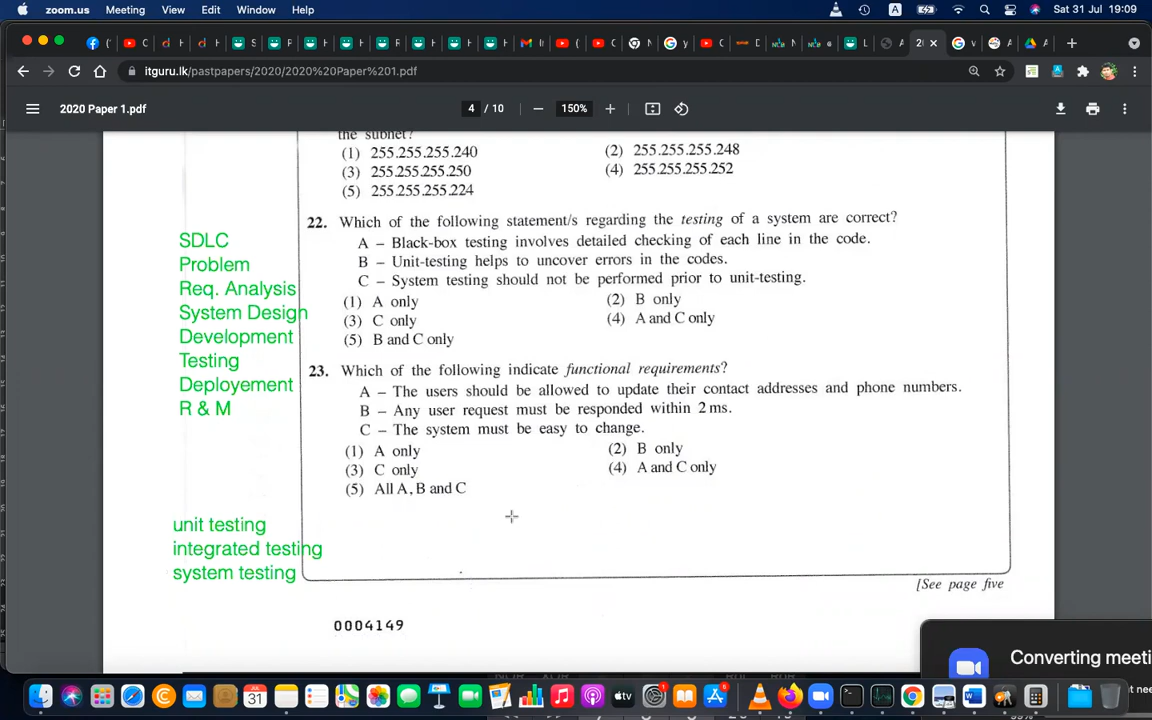 zoom.us Meeting View Edit Window Help Sat 31 Jul 19:09
itguru.lk/pastpapers/2020/2020%20Paper%201.pdf
2020 Paper 1.pdf 4 / 10 150%
the subnet?
(1) 255.255.255.240 (2) 255.255.255.248
(3) 255.255.255.250 (4) 255.255.255.252
(5) 255.255.255.224
22. Which of the following statement/s regarding the testing of a system are correct?
A – Black-box testing involves detailed checking of each line in the code.
B – Unit-testing helps to uncover errors in the codes.
C – System testing should not be performed prior to unit-testing.
(1) A only (2) B only
(3) C only (4) A and C only
(5) B and C only
23. Which of the following indicate functional requirements?
A – The users should be allowed to update their contact addresses and phone numbers.
B – Any user request must be responded within 2 ms.
C – The system must be easy to change.
(1) A only (2) B only
(3) C only (4) A and C only
(5) All A, B and C
SDLC
Problem
Req. Analysis
System Design
Development
Testing
Deployement
R & M
unit testing
integrated testing
system testing
[See page five
0004149
Converting meeti